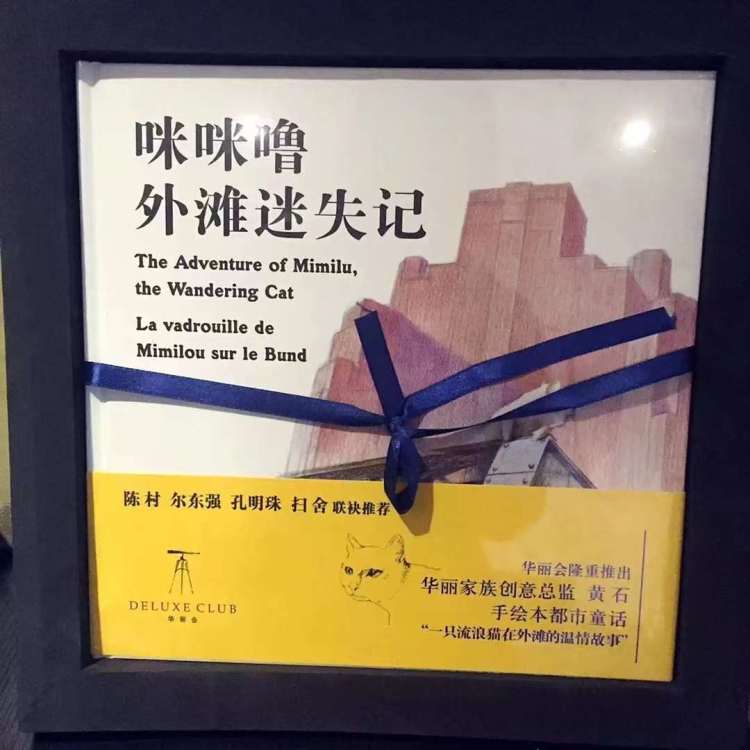 咪咪噜
外滩迷失记
The Adventure of Mimilu,
the Wandering Cat
La vadrouille de
Mimilou sur le Bund
陈村 尔东强 孔明珠 扫舍 联袂推荐
华丽会隆重推出
华丽家族创意总监 黄石
手绘本都市童话
“一只流浪猫在外滩的温情故事”
DELUXE CLUB
华丽会